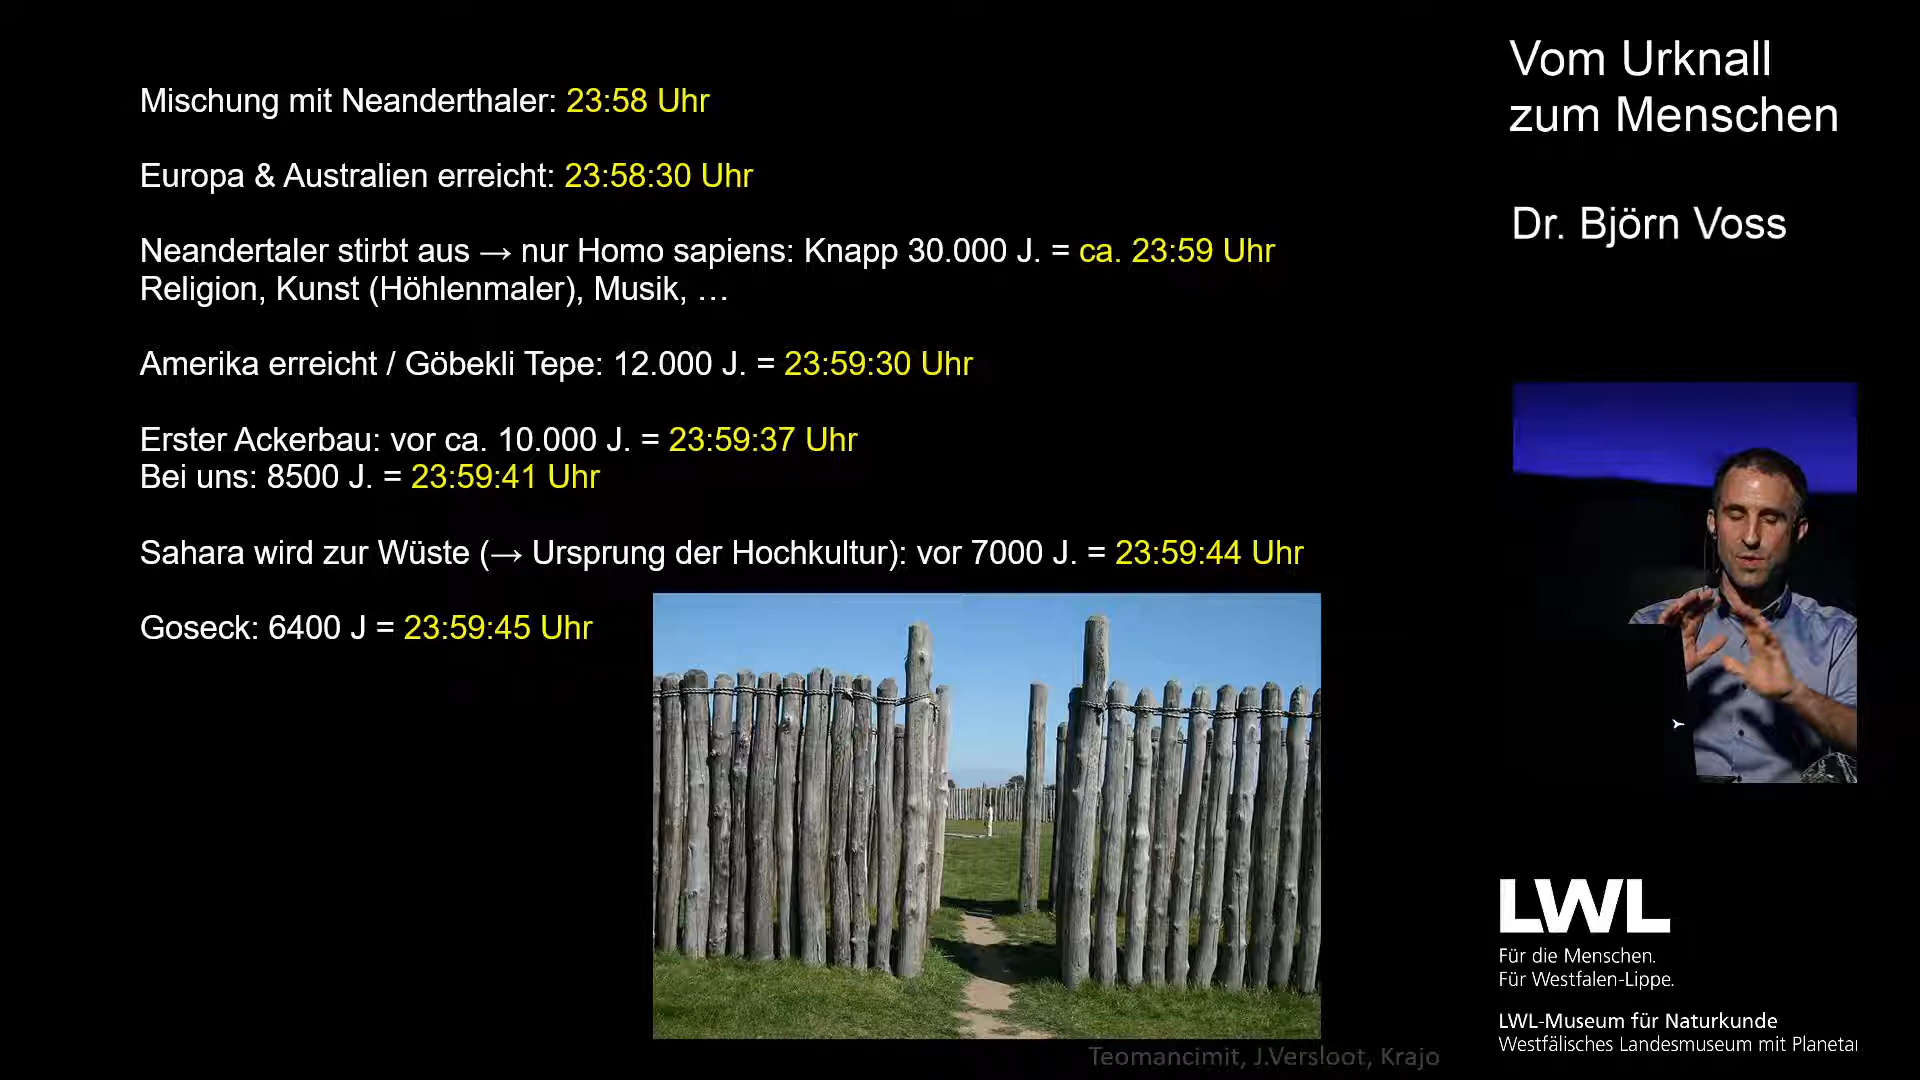 Mischung mit Neanderthaler: 23:58 Uhr
Europa & Australien erreicht: 23:58:30 Uhr
Neandertaler stirbt aus → nur Homo sapiens: Knapp 30.000 J. = ca. 23:59 Uhr
Religion, Kunst (Höhlenmaler), Musik, …
Amerika erreicht / Göbekli Tepe: 12.000 J. = 23:59:30 Uhr
Erster Ackerbau: vor ca. 10.000 J. = 23:59:37 Uhr
Bei uns: 8500 J. = 23:59:41 Uhr
Sahara wird zur Wüste (→ Ursprung der Hochkultur): vor 7000 J. = 23:59:44 Uhr
Goseck: 6400 J = 23:59:45 Uhr
Teomancimit, J.Versloot, Krajo
Vom Urknall
zum Menschen
Dr. Björn Voss
LWL
Für die Menschen.
Für Westfalen-Lippe.
LWL-Museum für Naturkunde
Westfälisches Landesmuseum mit Planeta